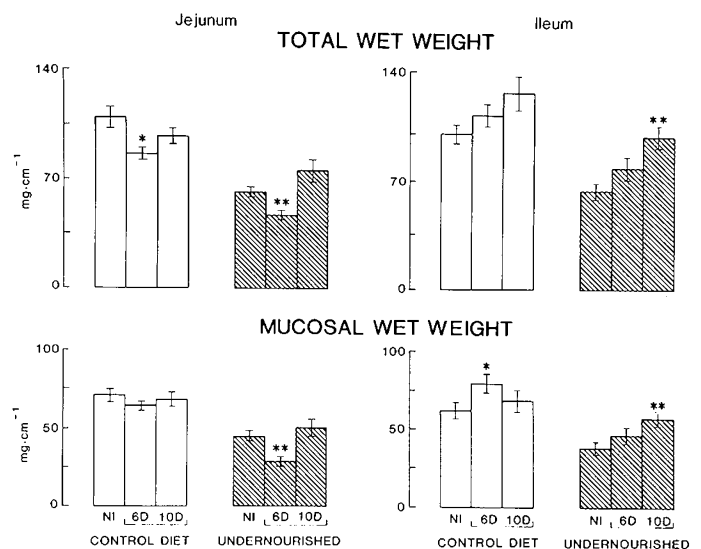 Jejunum
Ileum
TOTAL WET WEIGHT
140
70
0
mg·cm⁻¹
*
**
140
70
0
**
MUCOSAL WET WEIGHT
100
50
0
mg·cm⁻¹
**
100
50
0
*
**
NI 6D 10D NI 6D 10D NI 6D 10D NI 6D 10D
CONTROL DIET UNDERNOURISHED CONTROL DIET UNDERNOURISHED